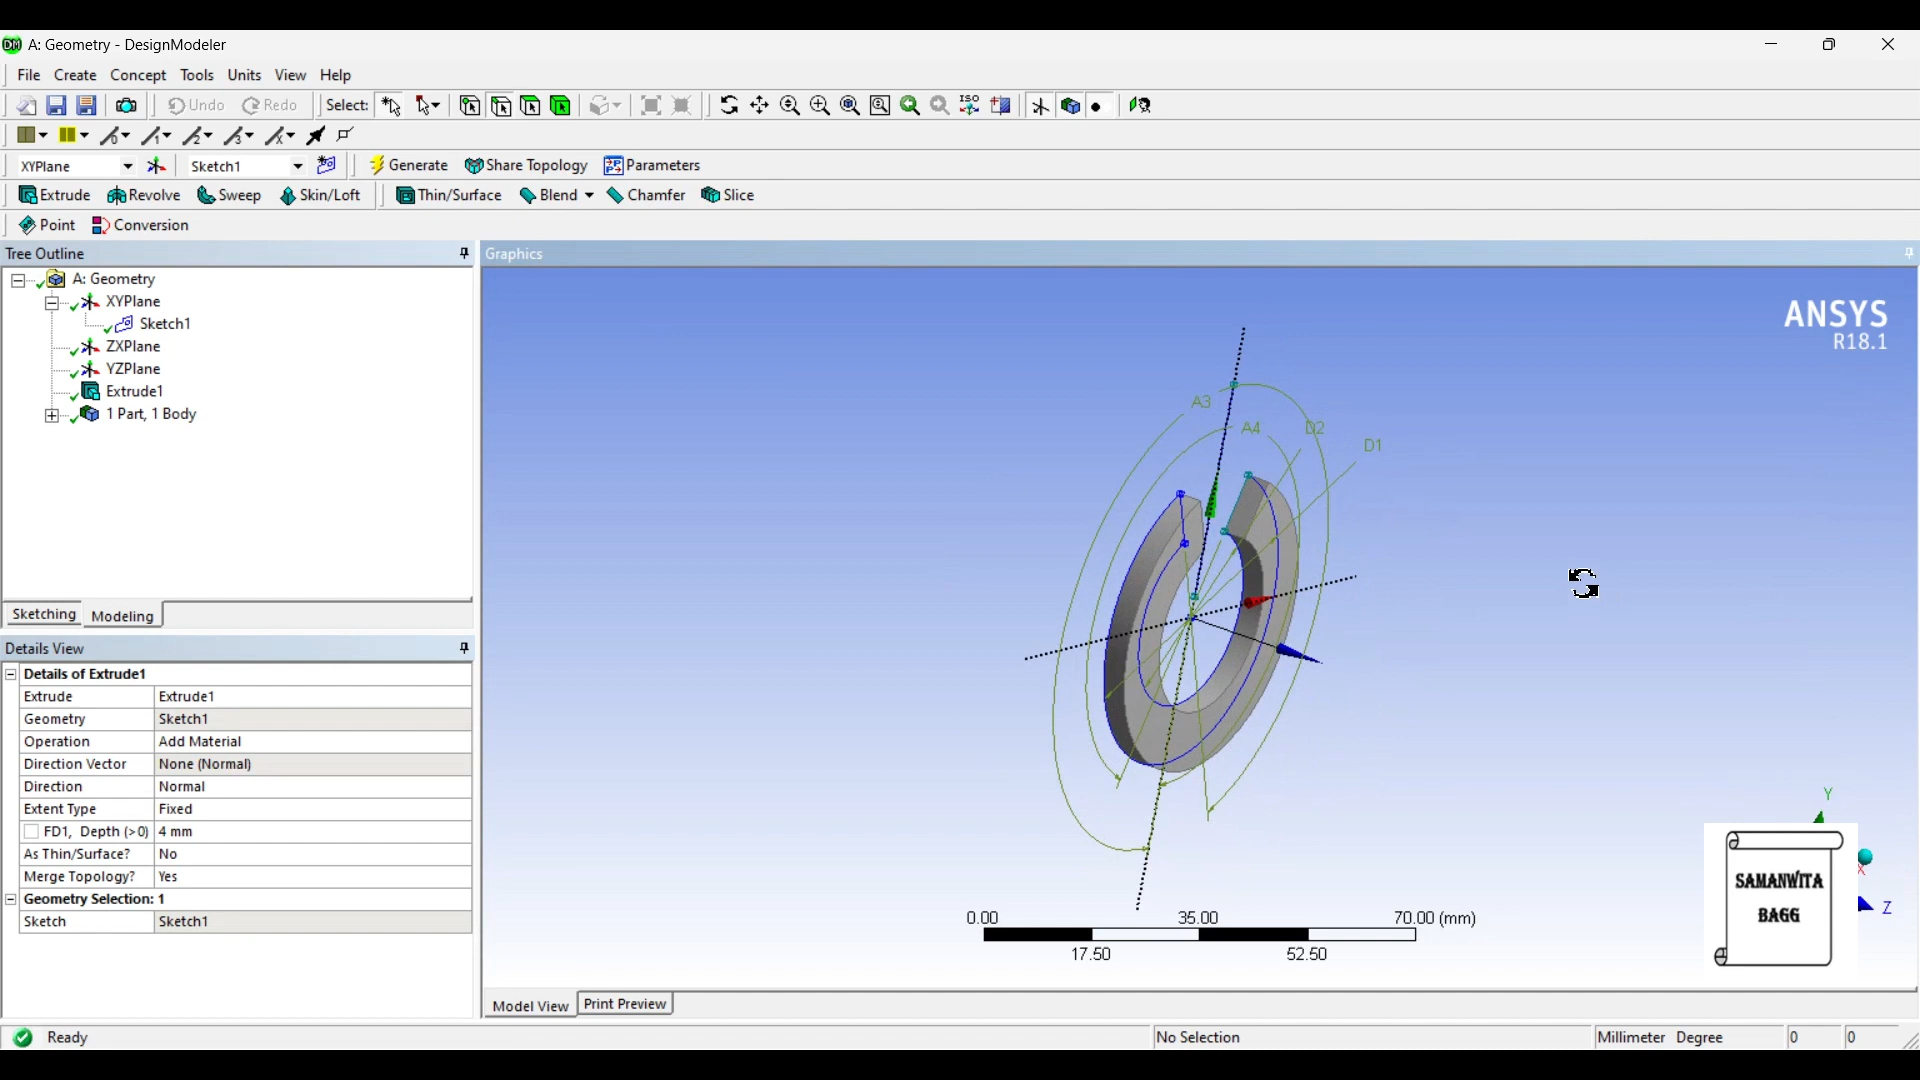 A: Geometry - DesignModeler
File Create Concept Tools Units View Help
Undo Redo Select: ISO
XYPlane Sketch1 Generate Share Topology Parameters
Extrude Revolve Sweep Skin/Loft Thin/Surface Blend Chamfer Slice
Point Conversion
Tree Outline
A: Geometry
XYPlane
Sketch1
ZXPlane
YZPlane
Extrude1
1 Part, 1 Body
Sketching Modeling
Details View
Details of Extrude1
Extrude Extrude1
Geometry Sketch1
Operation Add Material
Direction Vector None (Normal)
Direction Normal
Extent Type Fixed
FD1, Depth (>0) 4 mm
As Thin/Surface? No
Merge Topology? Yes
Geometry Selection: 1
Sketch Sketch1
Graphics
ANSYS
R18.1
A3
A4 D2
D1
Y
X
Z
SAMANWITA
BAGG
0.00 35.00 70.00 (mm)
17.50 52.50
Model View Print Preview
Ready No Selection Millimeter Degree 0 0